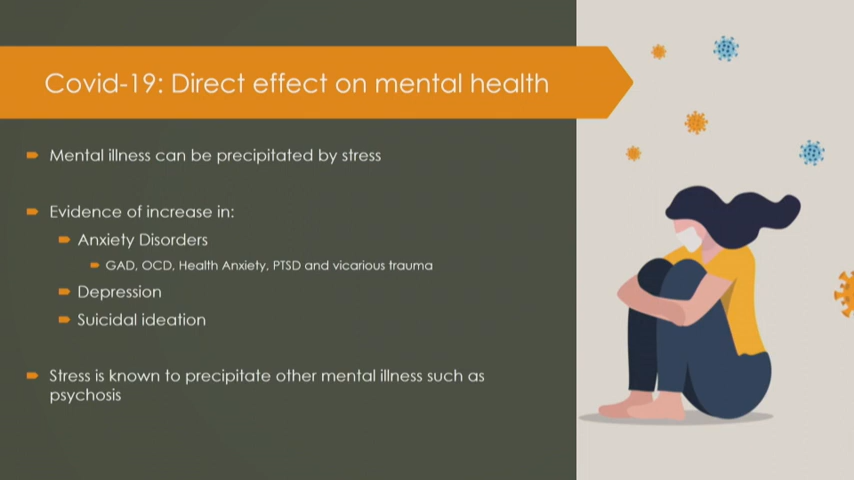 Covid-19: Direct effect on mental health
Mental illness can be precipitated by stress
Evidence of increase in:
Anxiety Disorders
GAD, OCD, Health Anxiety, PTSD and vicarious trauma
Depression
Suicidal ideation
Stress is known to precipitate other mental illness such as
psychosis